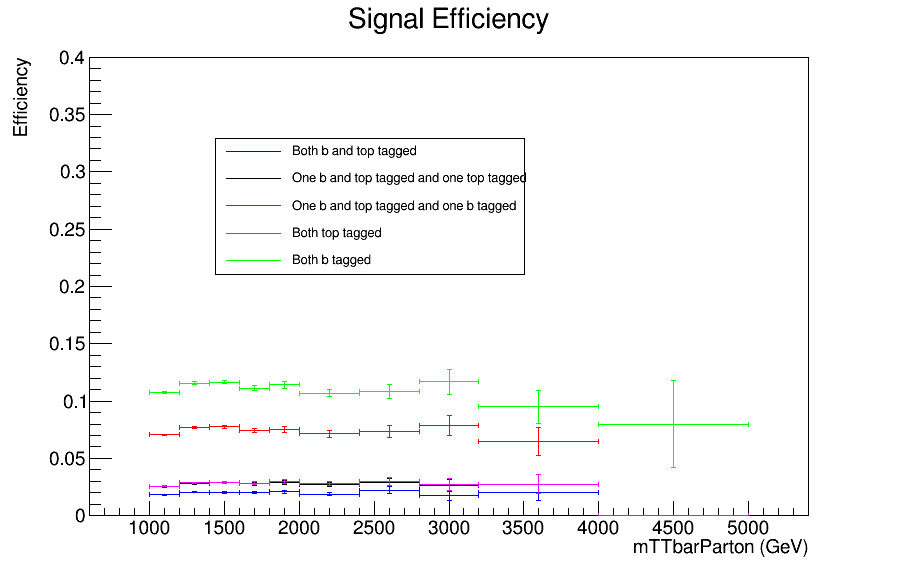 Signal Efficiency
Efficiency
0.4
0.35
0.3
0.25
0.2
0.15
0.1
0.05
0
Both b and top tagged
One b and top tagged and one top tagged
One b and top tagged and one b tagged
Both top tagged
Both b tagged
1000 1500 2000 2500 3000 3500 4000 4500 5000
mTTbarParton (GeV)